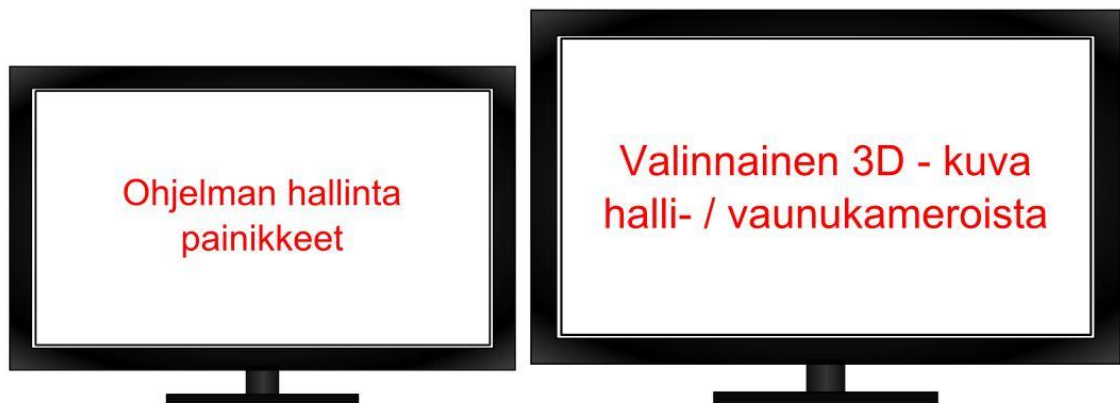 Ohjelman hallinta
painikkeet
Valinnainen 3D - kuva
halli- / vaunukameroista